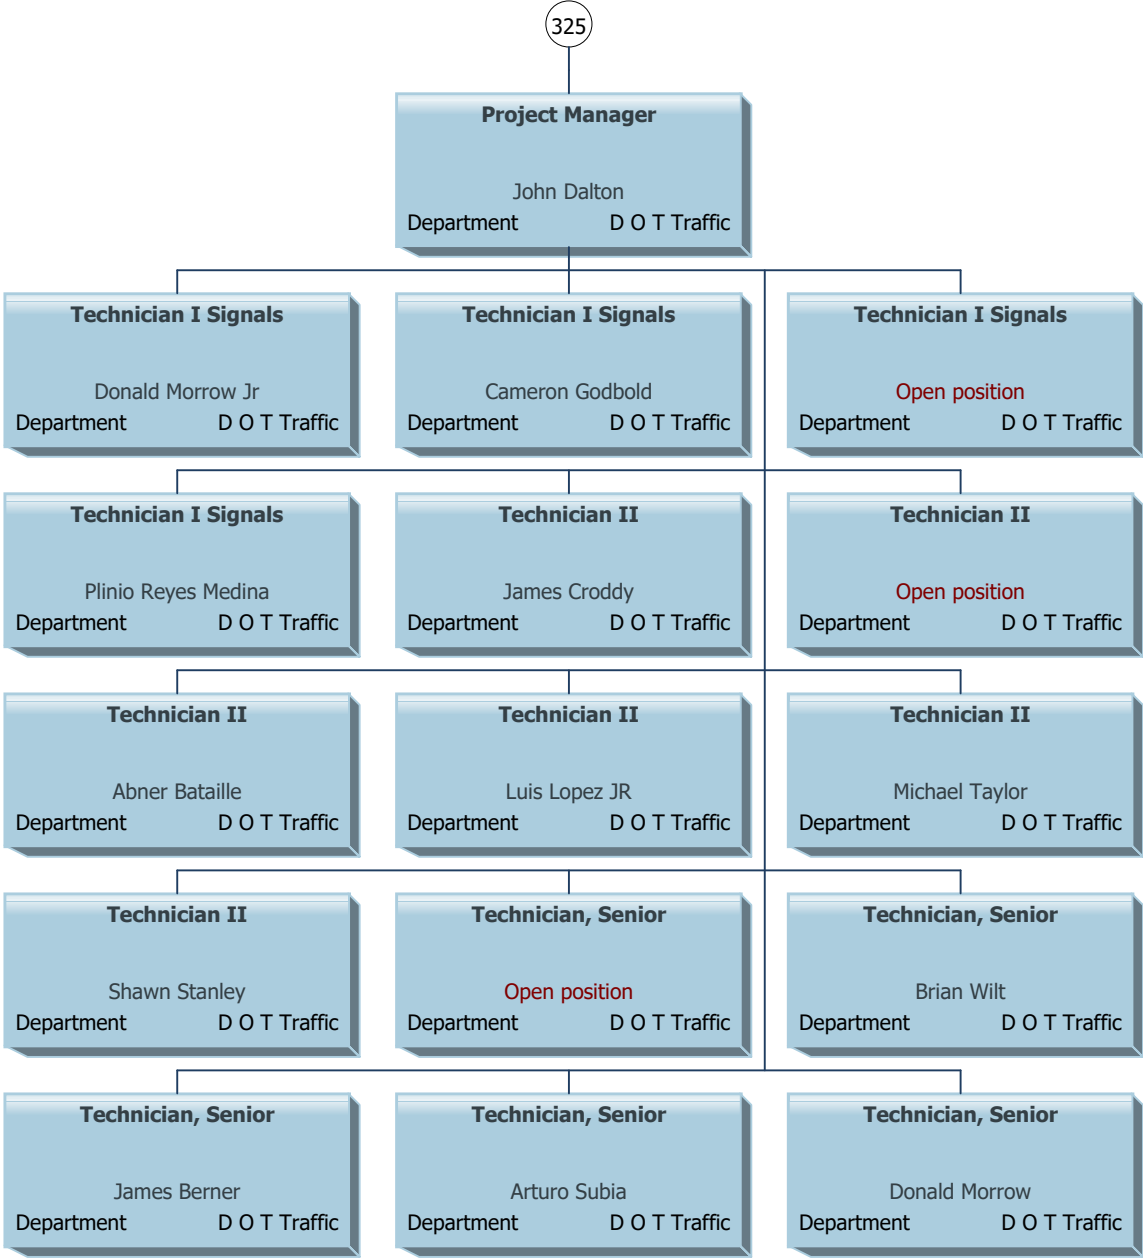 325
Project Manager
John Dalton
Department D O T Traffic
Technician I Signals
Donald Morrow Jr
Department D O T Traffic
Technician I Signals
Cameron Godbold
Department D O T Traffic
Technician I Signals
Open position
Department D O T Traffic
Technician I Signals
Plinio Reyes Medina
Department D O T Traffic
Technician II
James Croddy
Department D O T Traffic
Technician II
Open position
Department D O T Traffic
Technician II
Abner Bataille
Department D O T Traffic
Technician II
Luis Lopez JR
Department D O T Traffic
Technician II
Michael Taylor
Department D O T Traffic
Technician II
Shawn Stanley
Department D O T Traffic
Technician, Senior
Open position
Department D O T Traffic
Technician, Senior
Brian Wilt
Department D O T Traffic
Technician, Senior
James Berner
Department D O T Traffic
Technician, Senior
Arturo Subia
Department D O T Traffic
Technician, Senior
Donald Morrow
Department D O T Traffic